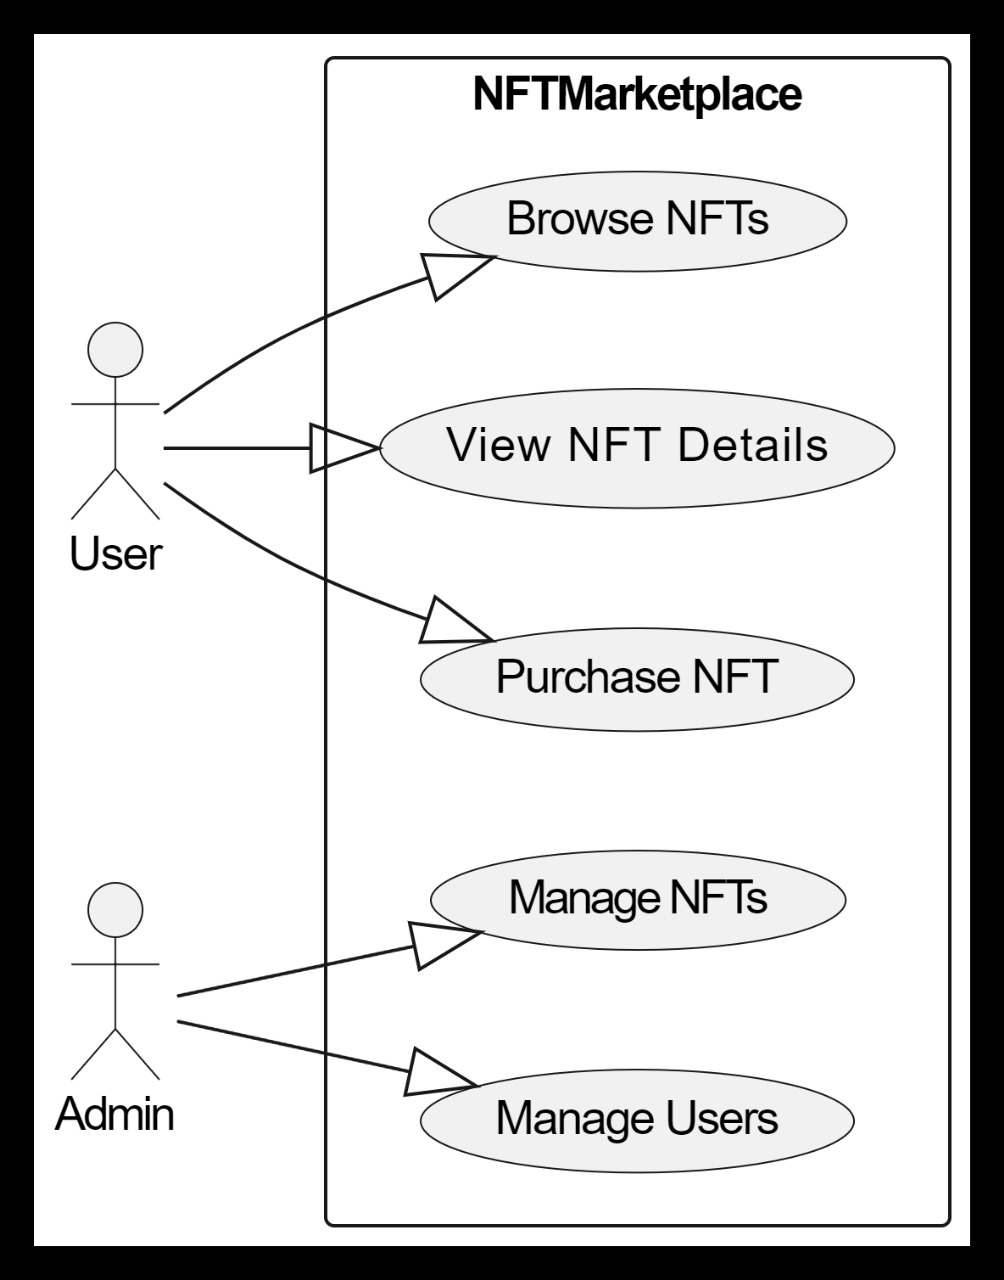 NFTMarketplace
Browse NFTs
View NFT Details
User
Purchase NFT
Manage NFTs
Admin
Manage Users